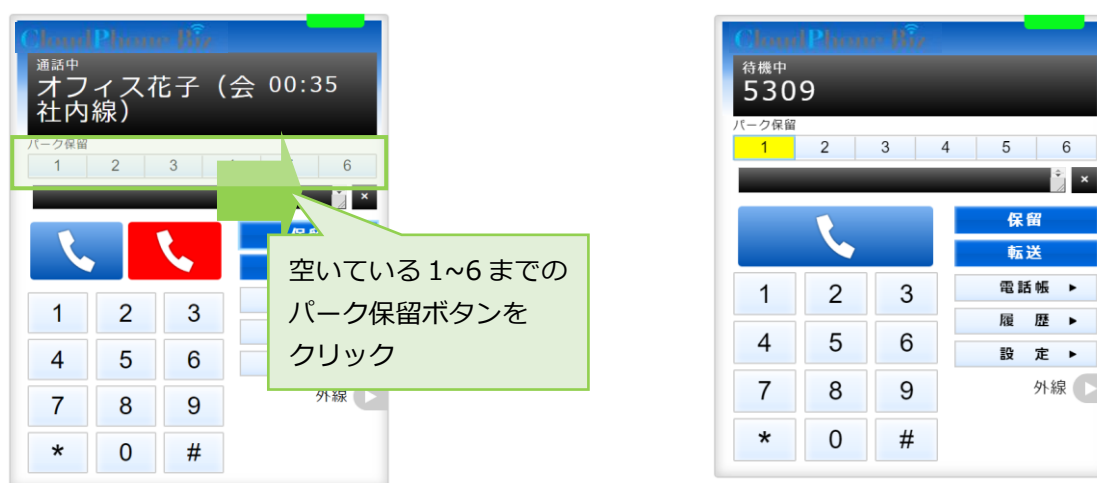 CloudPhone Biz
通話中
オフィス花子（会 00:35
社内線）
パーク保留
1 2 3 6
×
空いている 1~6 までの
パーク保留ボタンを
クリック
1 2 3
4 5 6
7 8 9
* 0 #
外線
CloudPhone Biz
待機中
5309
パーク保留
1 2 3 4 5 6
×
保留
転送
電話帳 ►
履 歴 ►
設 定 ►
外線
1 2 3
4 5 6
7 8 9
* 0 #